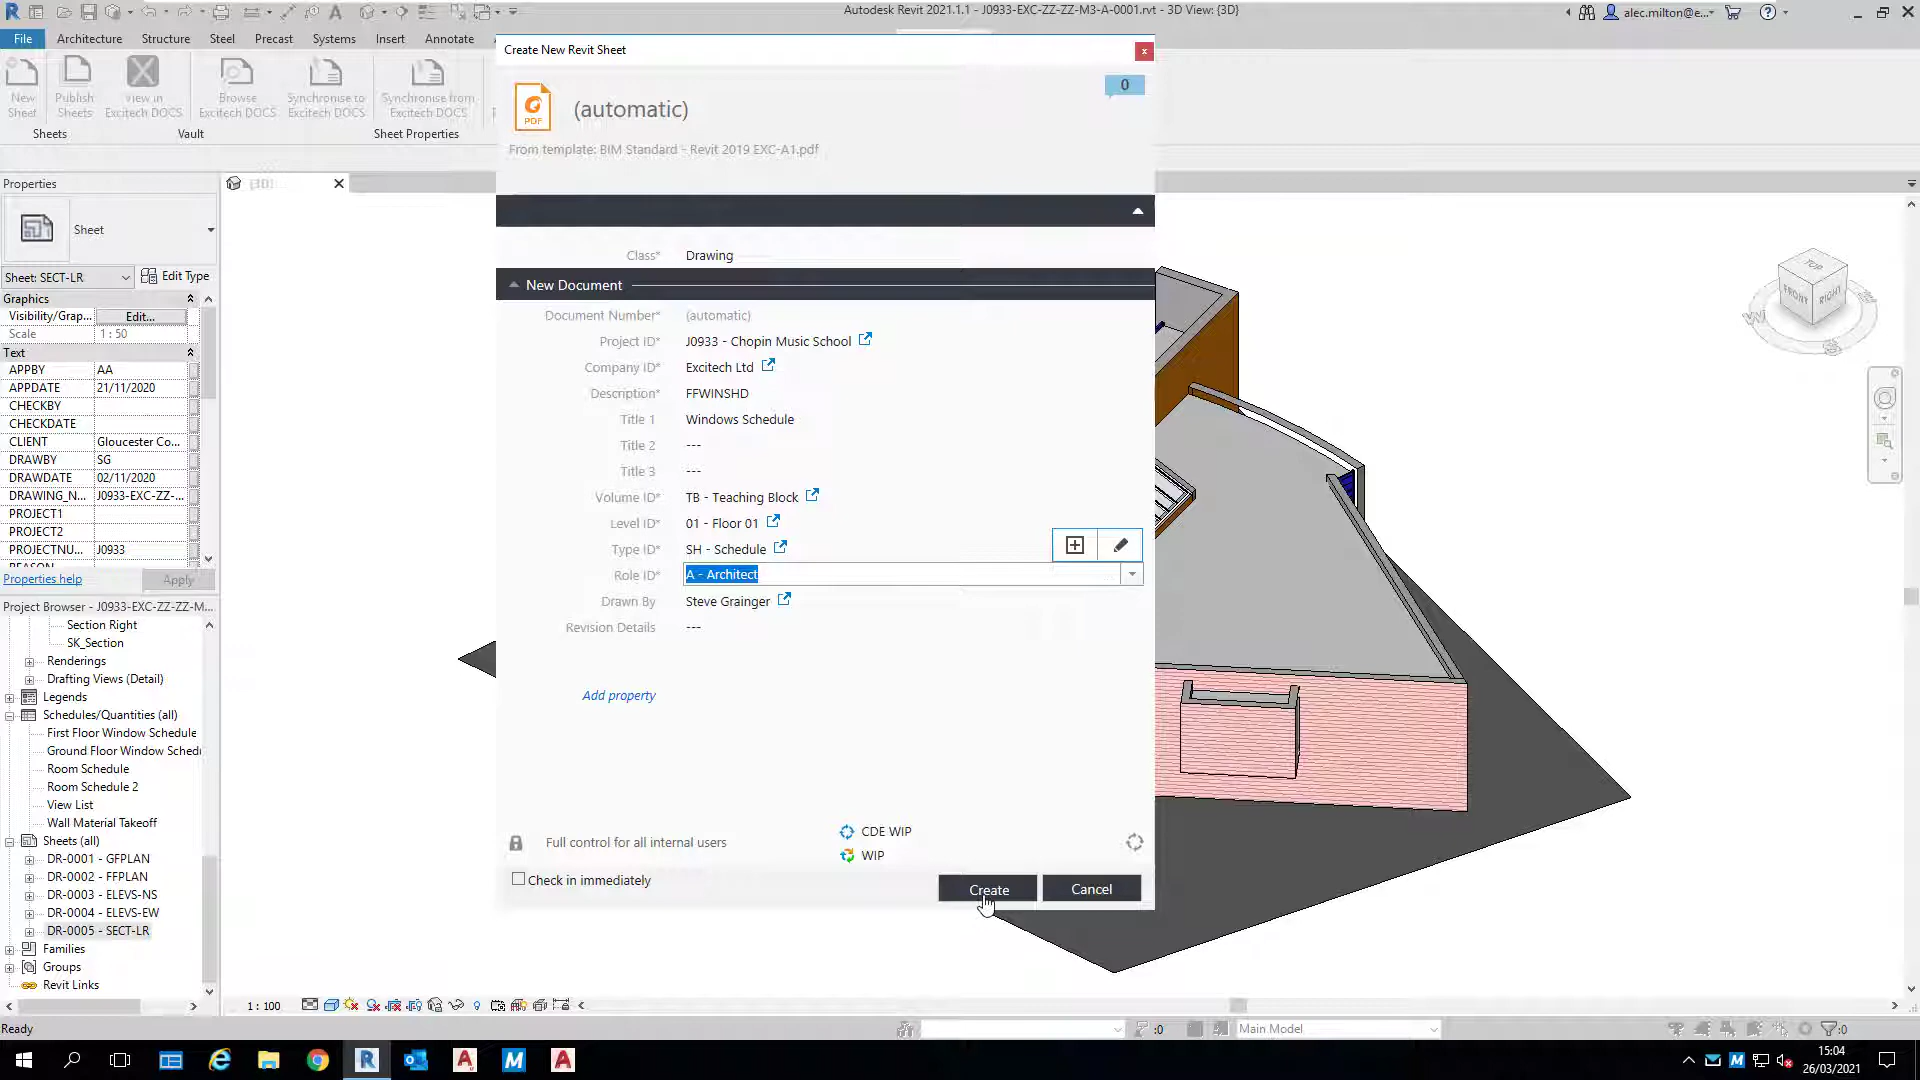 Autodesk Revit 2021.1.1 - J0933-EXC-ZZ-ZZ-M3-A-0001.rvt - 3D View: {3D}
alec.milton@e...
File Architecture Structure Steel Precast Systems Insert Annotate
New Sheet
Publish Sheets
View in Excitech DOCS
Browse Excitech DOCS
Synchronise to Excitech DOCS
Synchronise from Excitech DOCS
Sheets Vault Sheet Properties
Properties
Sheet
Sheet: SECT-LR Edit Type
Graphics
Visibility/Grap... Edit...
Scale 1 : 50
Text
APPBY AA
APPDATE 21/11/2020
CHECKBY
CHECKDATE
CLIENT Gloucester Co...
DRAWBY SG
DRAWDATE 02/11/2020
DRAWING_N... J0933-EXC-ZZ-...
PROJECT1
PROJECT2
PROJECTNU... J0933
REASON
Properties help Apply
Project Browser - J0933-EXC-ZZ-ZZ-M...
Section Right
SK_Section
Renderings
Drafting Views (Detail)
Legends
Schedules/Quantities (all)
First Floor Window Schedule
Ground Floor Window Schedu
Room Schedule
Room Schedule 2
View List
Wall Material Takeoff
Sheets (all)
DR-0001 - GFPLAN
DR-0002 - FFPLAN
DR-0003 - ELEVS-NS
DR-0004 - ELEVS-EW
DR-0005 - SECT-LR
Families
Groups
Revit Links
{3D}
Create New Revit Sheet
x
0
PDF
(automatic)
From template: BIM Standard - Revit 2019 EXC-A1.pdf
Class* Drawing
New Document
Document Number* (automatic)
Project ID* J0933 - Chopin Music School
Company ID* Excitech Ltd
Description* FFWINSHD
Title 1 Windows Schedule
Title 2 ---
Title 3 ---
Volume ID* TB - Teaching Block
Level ID* 01 - Floor 01
Type ID* SH - Schedule
Role ID* A - Architect
Drawn By Steve Grainger
Revision Details ---
Add property
Full control for all internal users
CDE WIP
WIP
Check in immediately
Create Cancel
TOP
FRONT RIGHT
1 : 100
Ready
:0
Main Model
:0
15:04
26/03/2021